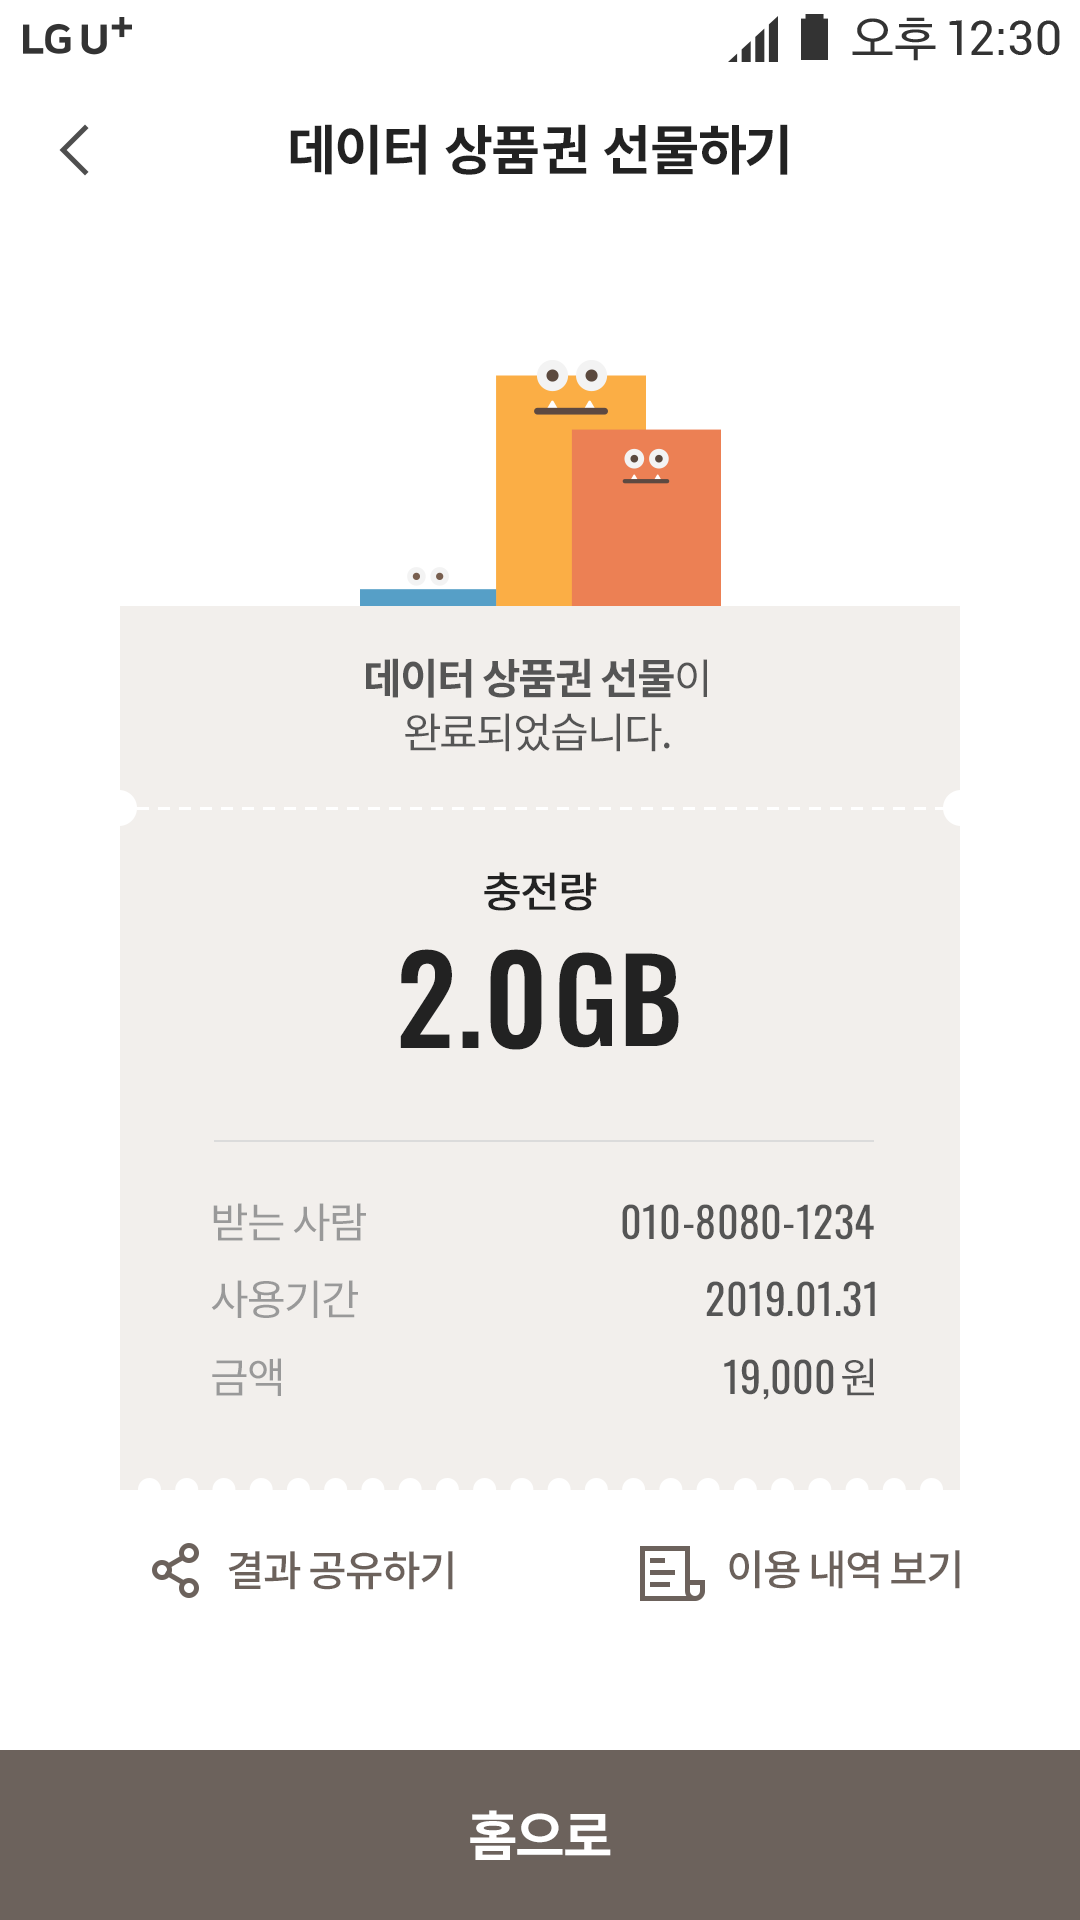 LG U+ 오후 12:30
데이터 상품권 선물하기
데이터 상품권 선물이
완료되었습니다.
충전량
2.0GB
받는 사람 010-8080-1234
사용기간 2019.01.31
금액 19,000원
결과 공유하기 이용 내역 보기
홈으로